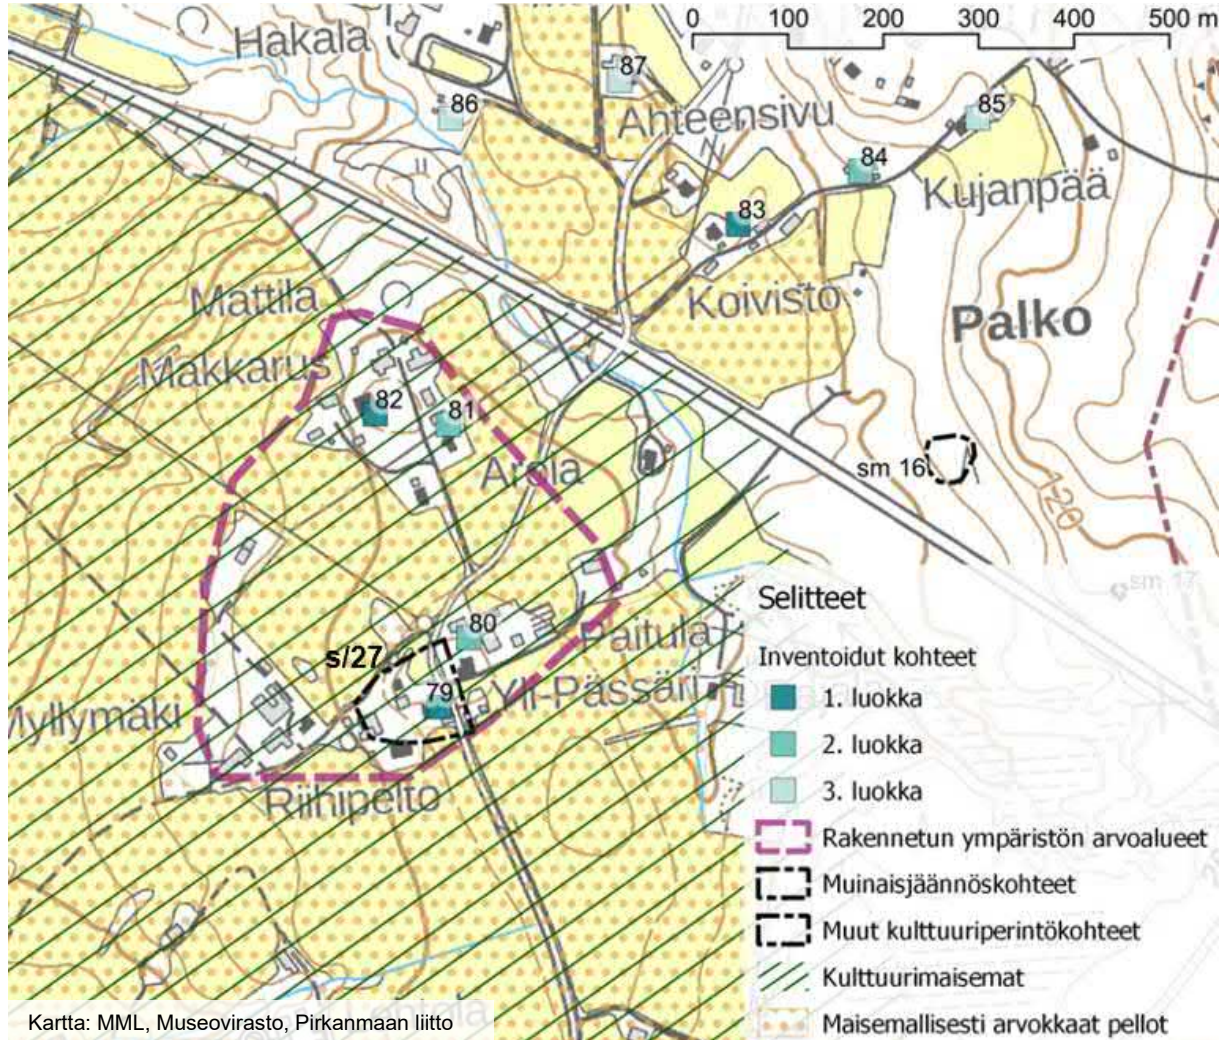 0 100 200 300 400 500 m
Hakala
87
86
Ahteensivu
85
84
Kujanpää
83
Koivisto
Mattila
Palko
Makkarus
82
81
Arola
sm 16
120
sm 17
80
Paitula
s/27
79
Yli-Pässäri
Myllymäki
Riihipelto
Selitteet
Inventoidut kohteet
1. luokka
2. luokka
3. luokka
Rakennetun ympäristön arvoalueet
Muinaisjäännöskohteet
Muut kulttuuriperintökohteet
Kulttuurimaisemat
Maisemallisesti arvokkaat pellot
Kartta: MML, Museovirasto, Pirkanmaan liitto